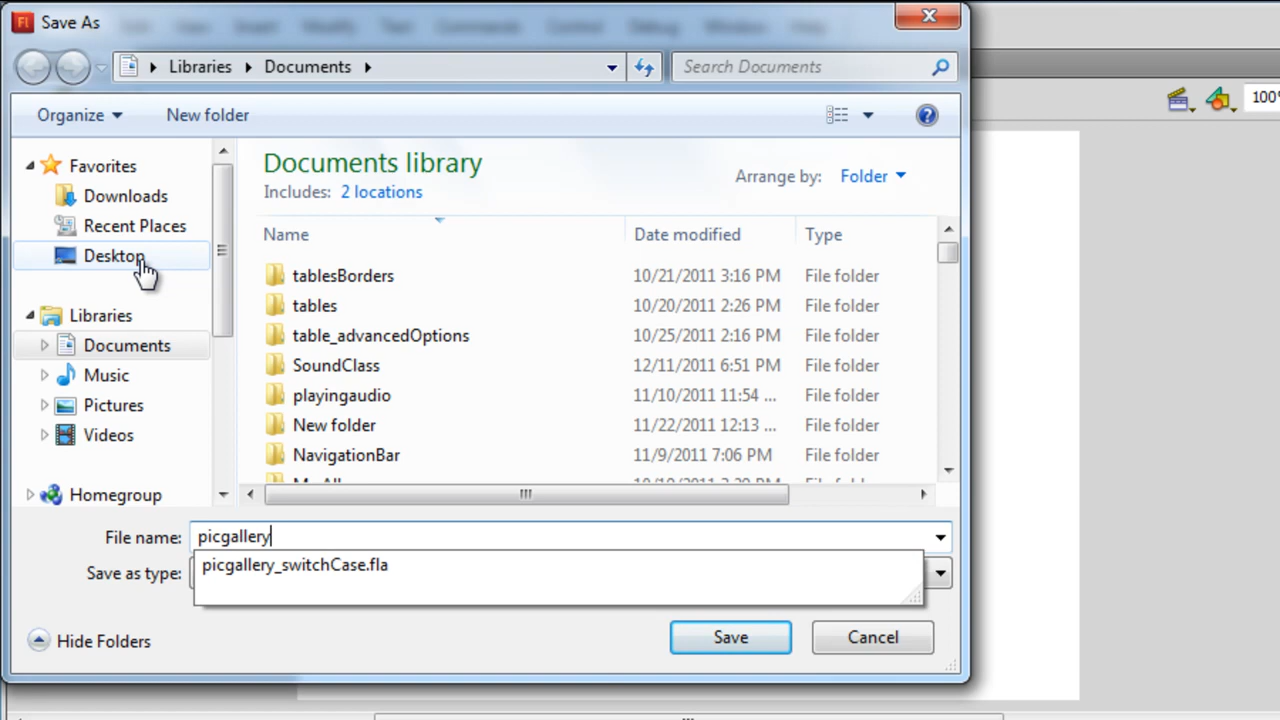 Fl Save As
Libraries Documents
Search Documents
Organize
New folder
100%
Favorites
Downloads
Recent Places
Desktop
Libraries
Documents
Music
Pictures
Videos
Homegroup
Documents library
Includes: 2 locations
Arrange by: Folder
Name Date modified Type
tablesBorders 10/21/2011 3:16 PM File folder
tables 10/20/2011 2:26 PM File folder
table_advancedOptions 10/25/2011 2:16 PM File folder
SoundClass 12/11/2011 6:51 PM File folder
playingaudio 11/10/2011 11:54 ... File folder
New folder 11/22/2011 12:13 ... File folder
NavigationBar 11/9/2011 7:06 PM File folder
File name: picgallery
picgallery_switchCase.fla
Save as type:
Hide Folders
Save
Cancel